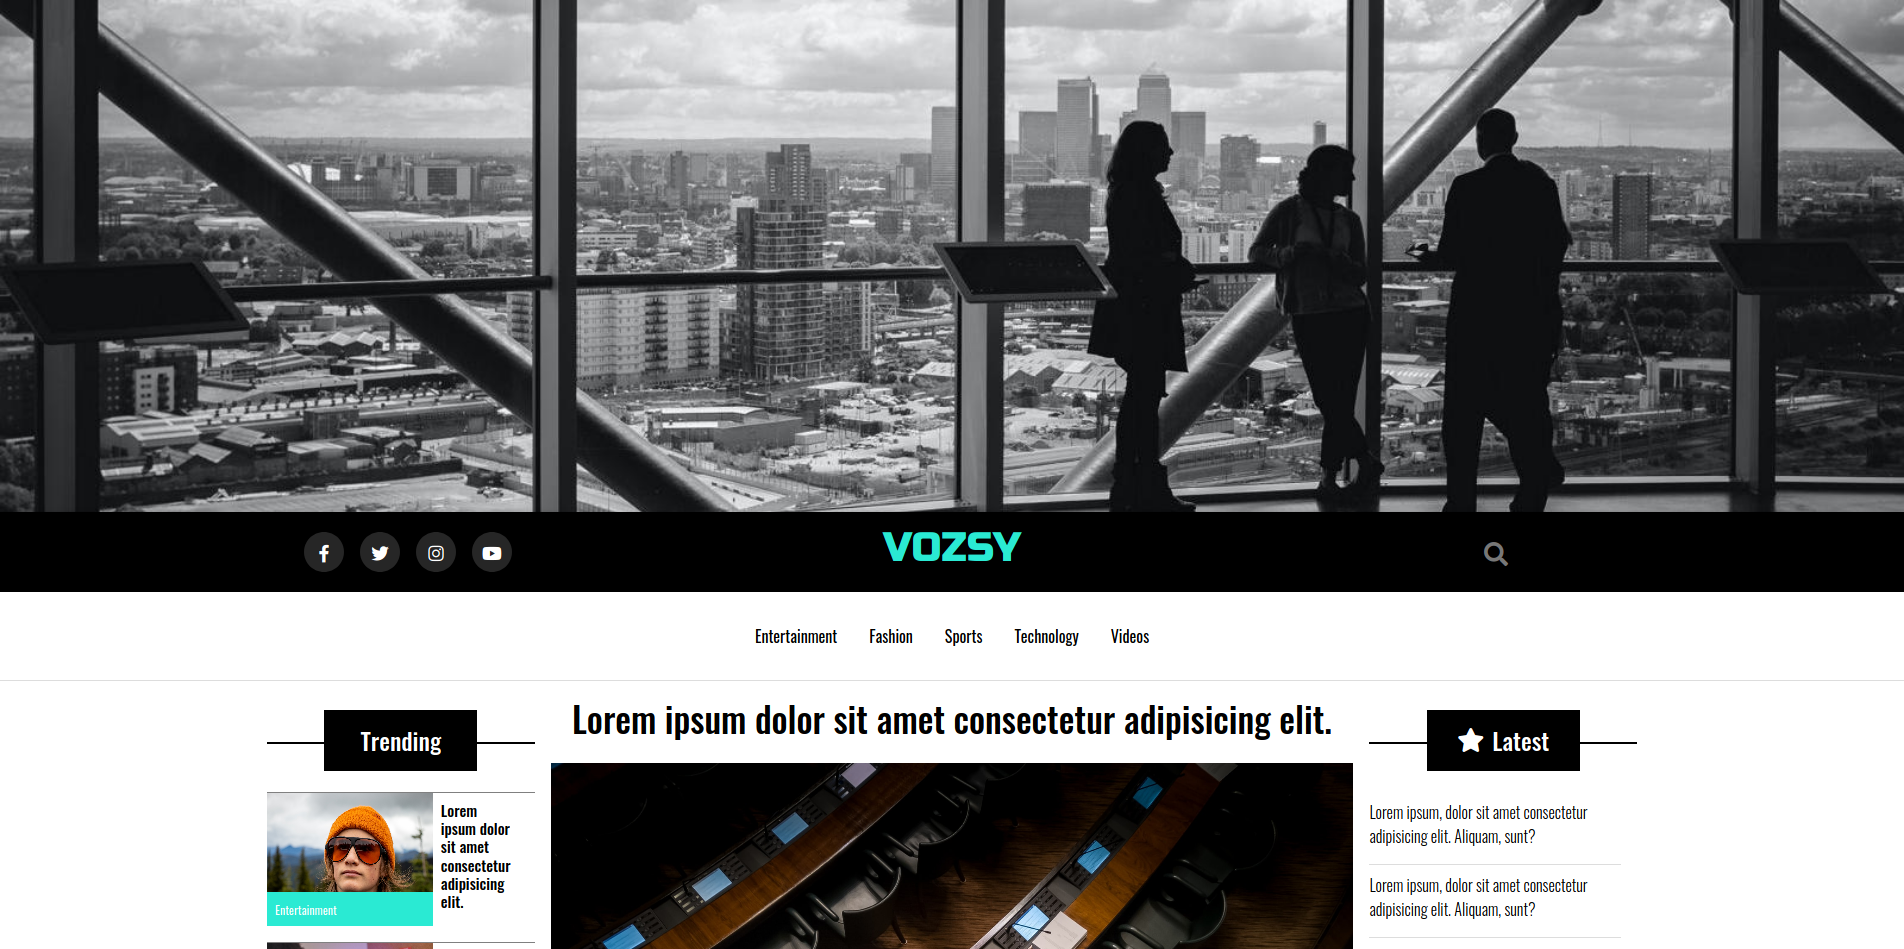 VOZSY
Entertainment Fashion Sports Technology Videos
Trending
Lorem
ipsum dolor
sit amet
consectetur
adipisicing
elit.
Entertainment
Lorem ipsum dolor sit amet consectetur adipisicing elit.
Latest
Lorem ipsum, dolor sit amet consectetur
adipisicing elit. Aliquam, sunt?
Lorem ipsum, dolor sit amet consectetur
adipisicing elit. Aliquam, sunt?